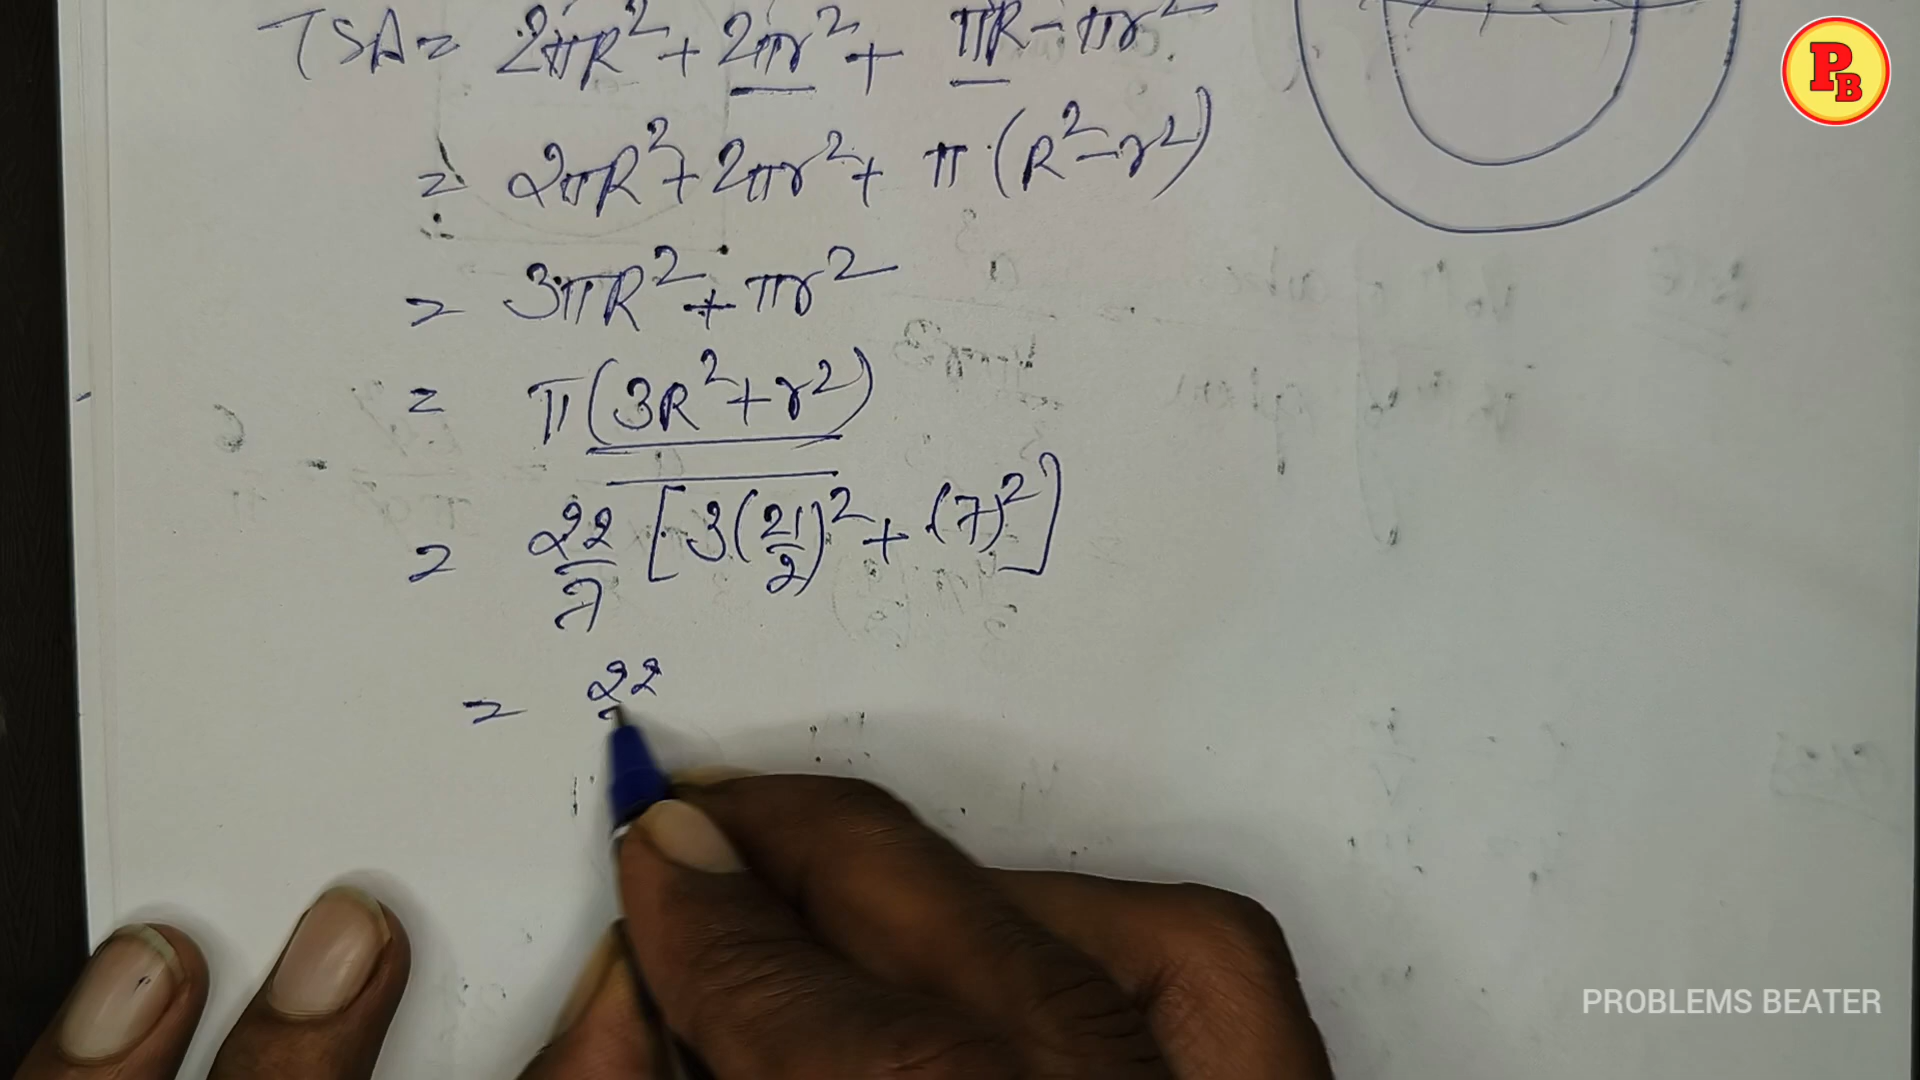 TSA = 2πR² + 2πr² + πR - πr²
= 2πR² + 2πr² + π (R² - r²)
= 3πR² + πr²
= π (3R² + r²)
= 22/7 [3(21/2)² + (7)²]
= 22
PB
PROBLEMS BEATER